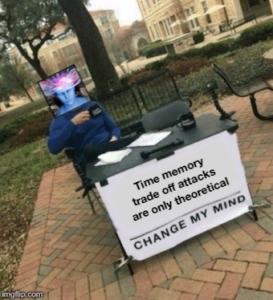 Time memory
trade off attacks
are only theoretical
CHANGE MY MIND
imgflip.com